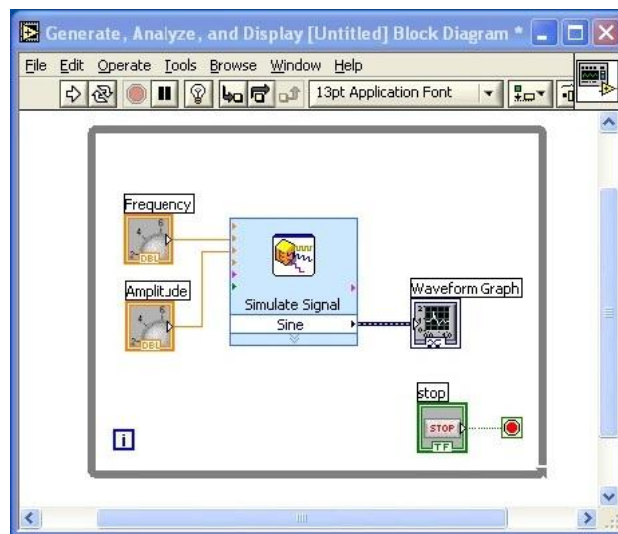 Generate, Analyze, and Display [Untitled] Block Diagram *
File Edit Operate Tools Browse Window Help
13pt Application Font
Frequency
DBL
Amplitude
DBL
Simulate Signal
Sine
Waveform Graph
stop
STOP
TF
i